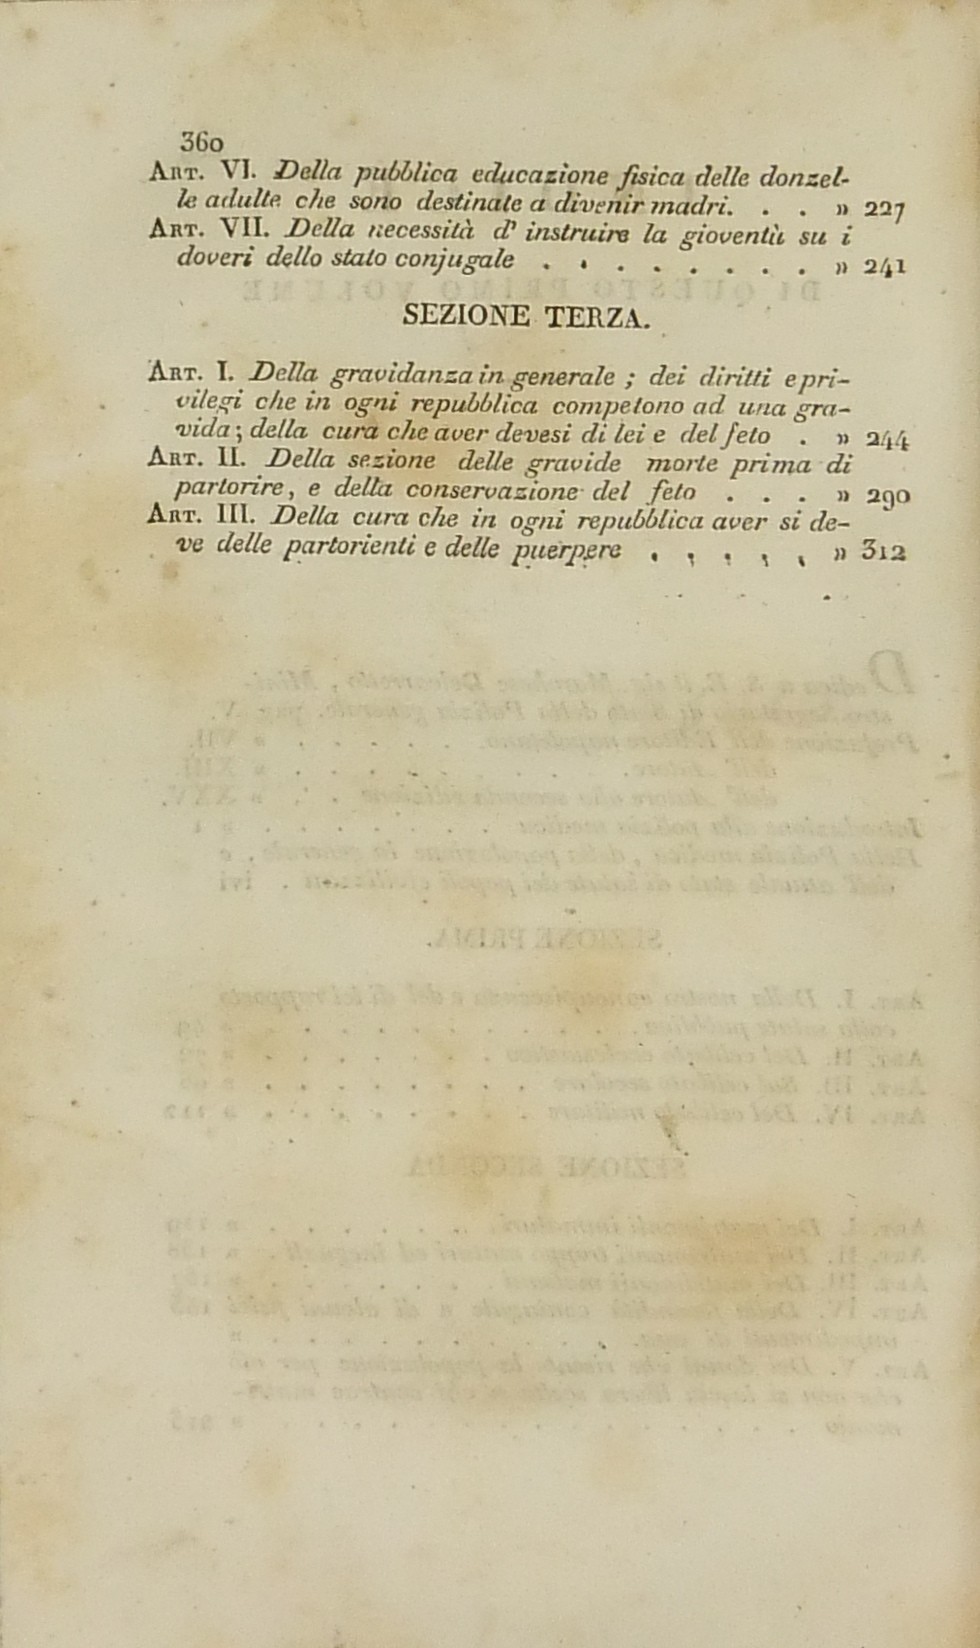 360
ART. VI. Della pubblica educazione fisica delle donzel-
le adulte che sono destinate a divenir madri. . . » 227
ART. VII. Della necessità d' instruire la gioventù su i
doveri dello stato conjugale . . . . . . . . » 241
SEZIONE TERZA.
ART. I. Della gravidanza in generale ; dei diritti e pri-
vilegi che in ogni repubblica competono ad una gra-
vida ; della cura che aver devesi di lei e del feto . » 244
ART. II. Della sezione delle gravide morte prima di
partorire, e della conservazione del feto . . . » 290
ART. III. Della cura che in ogni repubblica aver si de-
ve delle partorienti e delle puerpere . , , , , » 312